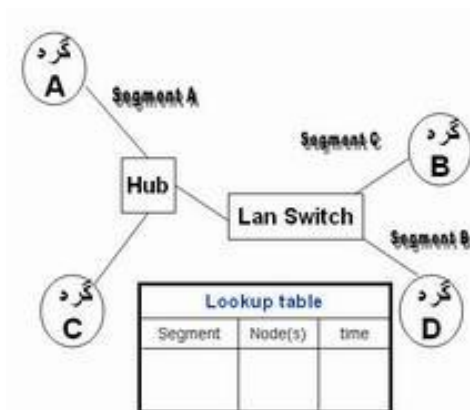 گره
A
Segment A
گره
B
Segment C
Hub
Lan Switch
Segment B
گره
C
گره
D
Lookup table
Segment Node(s) time